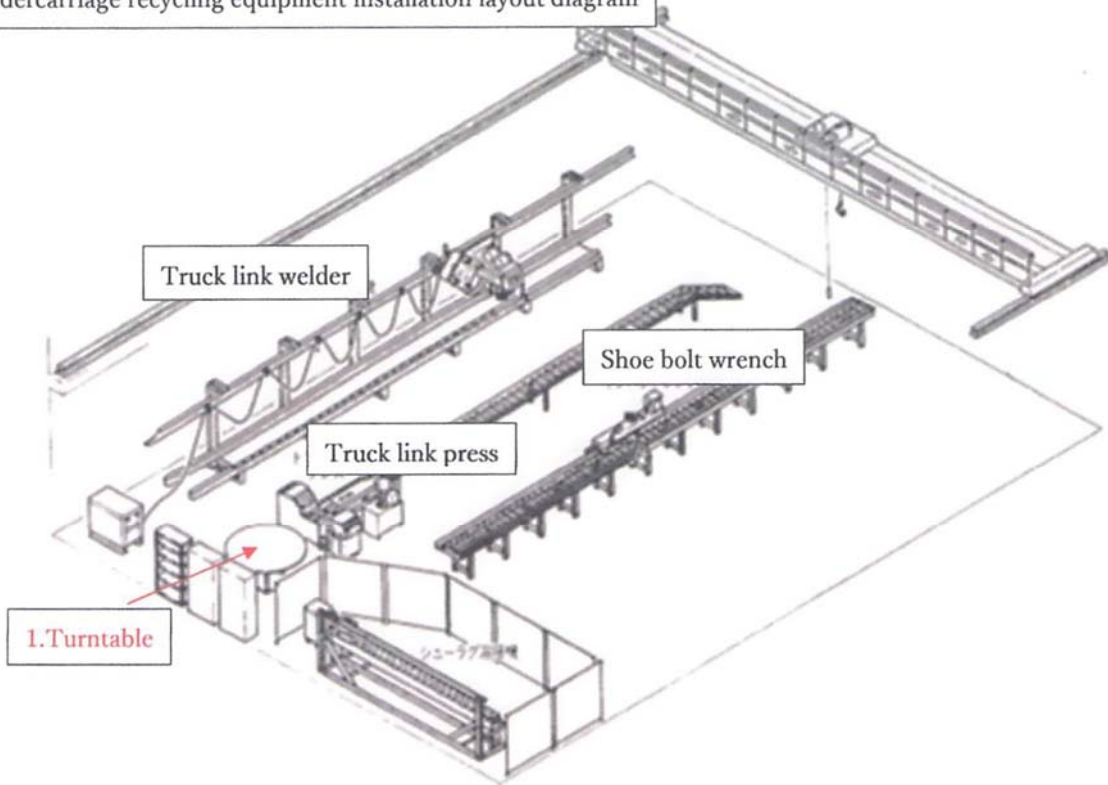 dercarriage recycling equipment installation layout diagram
Truck link welder
Shoe bolt wrench
Truck link press
1.Turntable